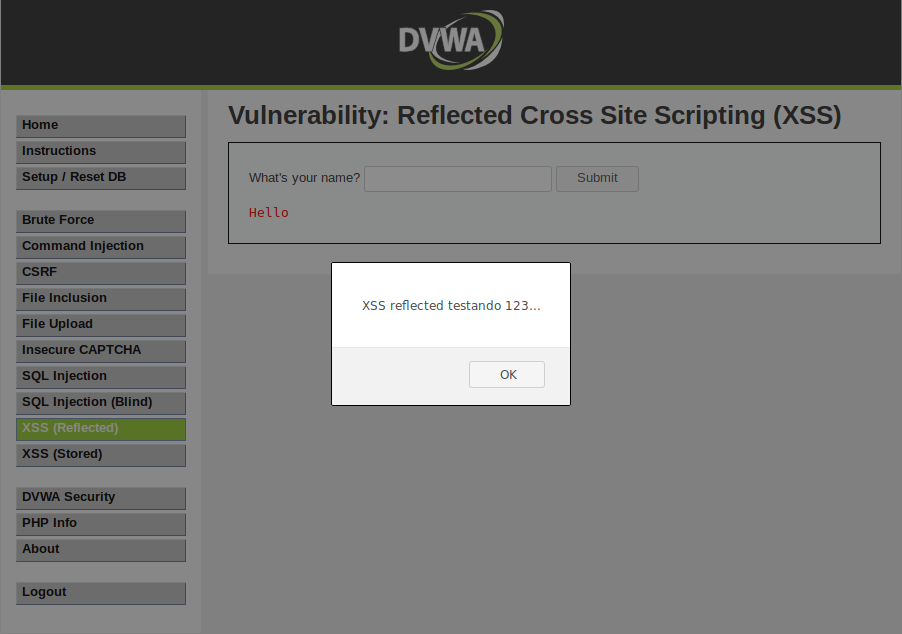 DVWA
Vulnerability: Reflected Cross Site Scripting (XSS)
Home
Instructions
Setup / Reset DB
Brute Force
Command Injection
CSRF
File Inclusion
File Upload
Insecure CAPTCHA
SQL Injection
SQL Injection (Blind)
XSS (Reflected)
XSS (Stored)
DVWA Security
PHP Info
About
Logout
What's your name? Submit
Hello
XSS reflected testando 123...
OK